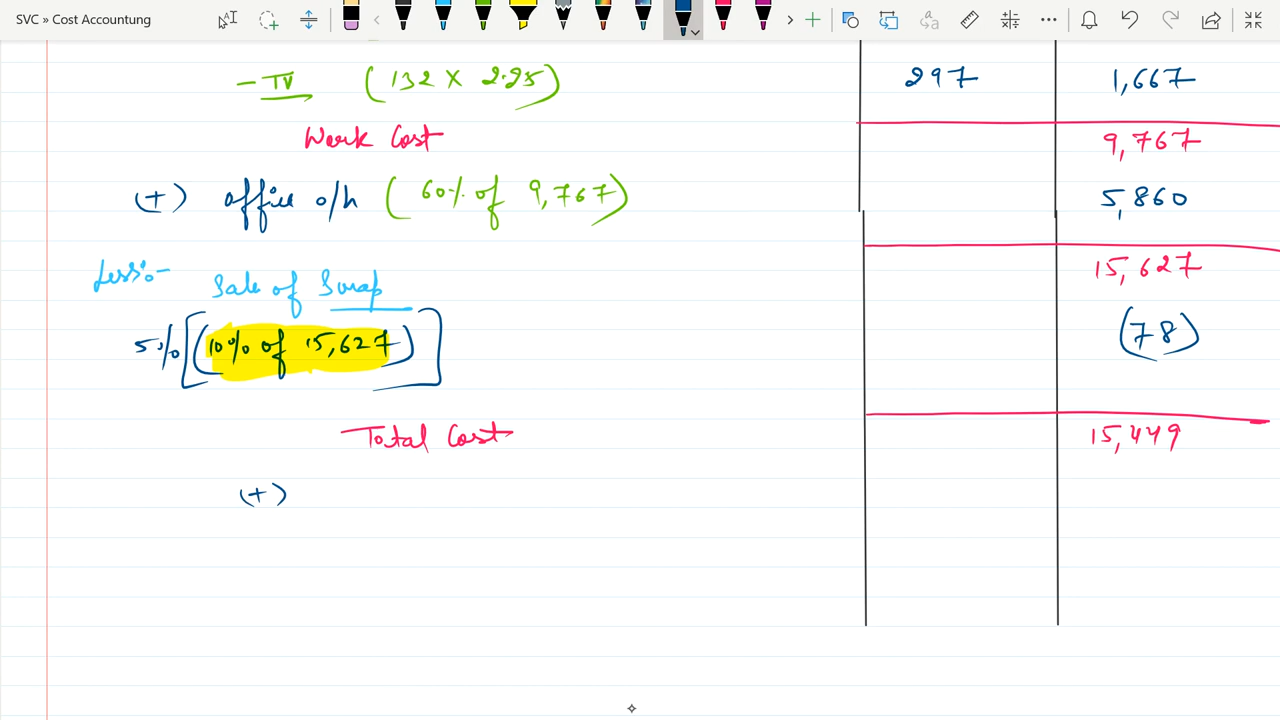 SVC » Cost Accountung
- TV (132 x 2.25) 297 1,667
Work Cost 9,767
(+) office o/h (60% of 9,767) 5,860
15,627
Less:- Sale of Scrap
5%[(10% of 15,627)] (78)
Total Cost 15,449
(+)